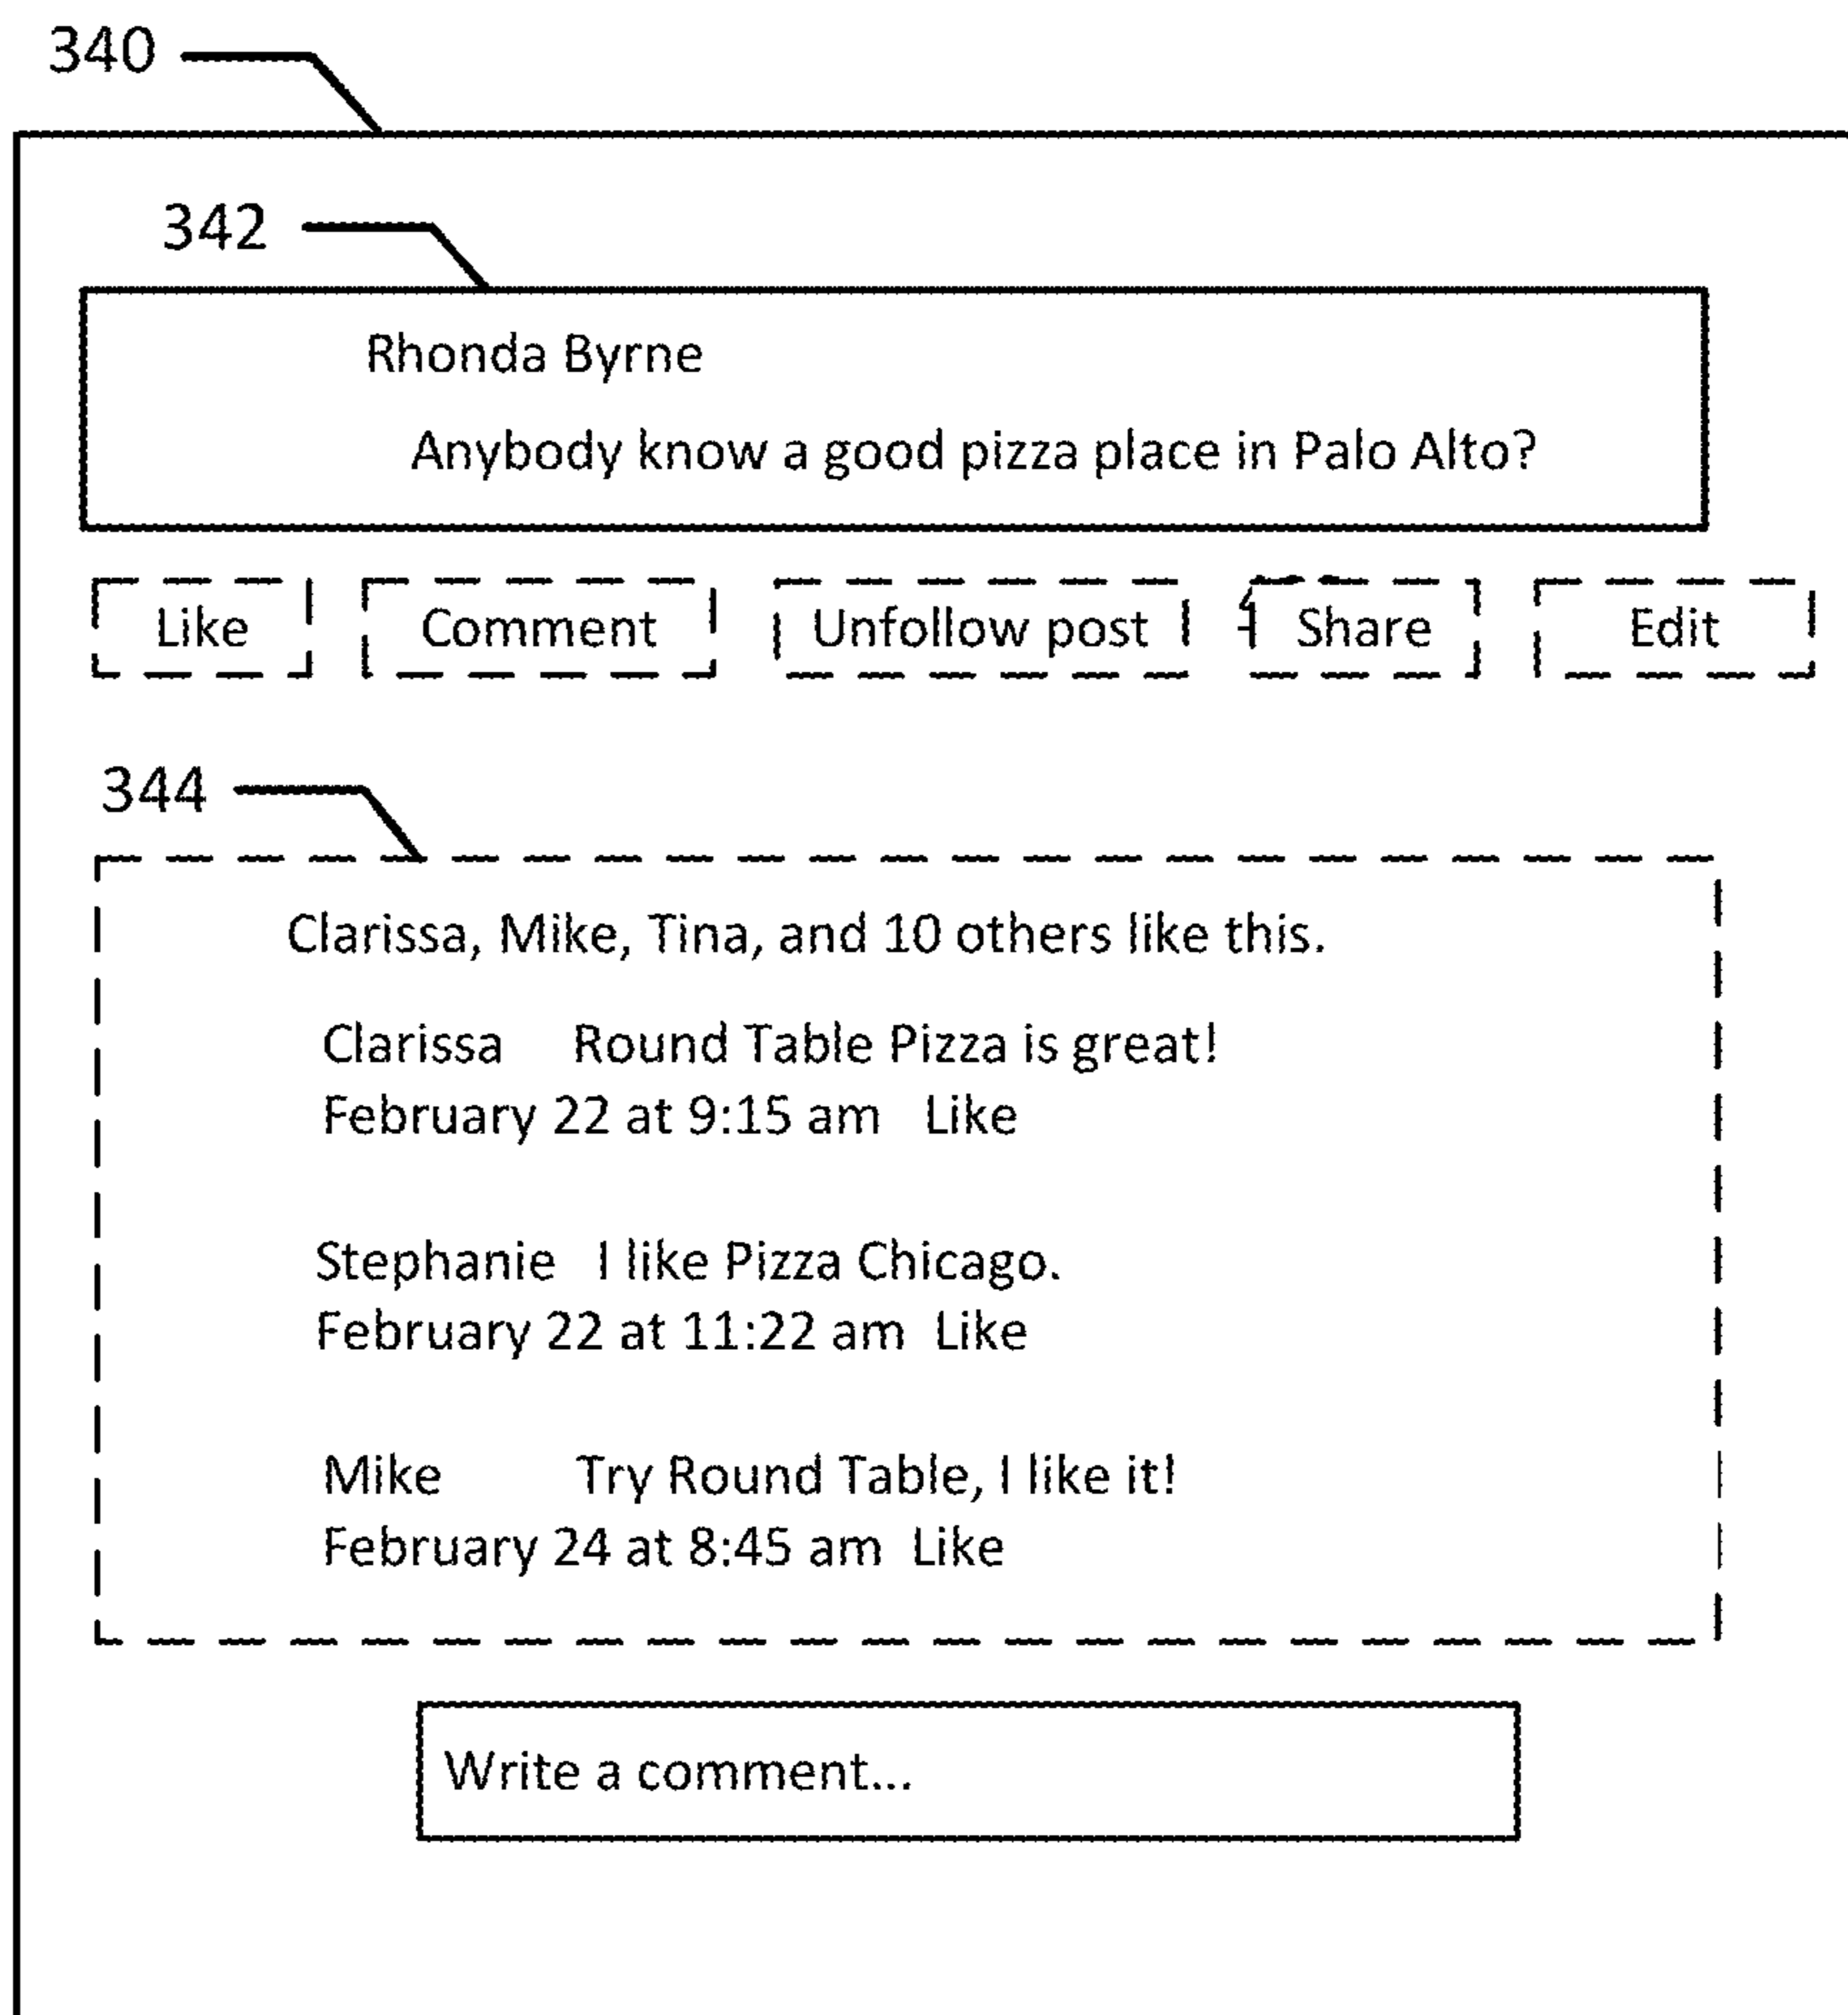 340
342
Rhonda Byrne
Anybody know a good pizza place in Palo Alto?
Like Comment Unfollow post Share Edit
344
Clarissa, Mike, Tina, and 10 others like this.
Clarissa Round Table Pizza is great!
February 22 at 9:15 am Like
Stephanie I like Pizza Chicago.
February 22 at 11:22 am Like
Mike Try Round Table, I like it!
February 24 at 8:45 am Like
Write a comment...